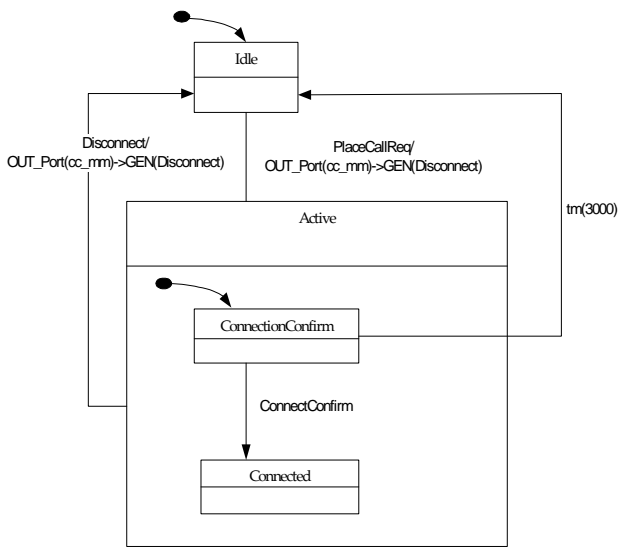 Idle
Disconnect/
OUT_Port(cc_mm)->GEN(Disconnect)
PlaceCallReq/
OUT_Port(cc_mm)->GEN(Disconnect)
tm(3000)
Active
ConnectionConfirm
ConnectConfirm
Connected